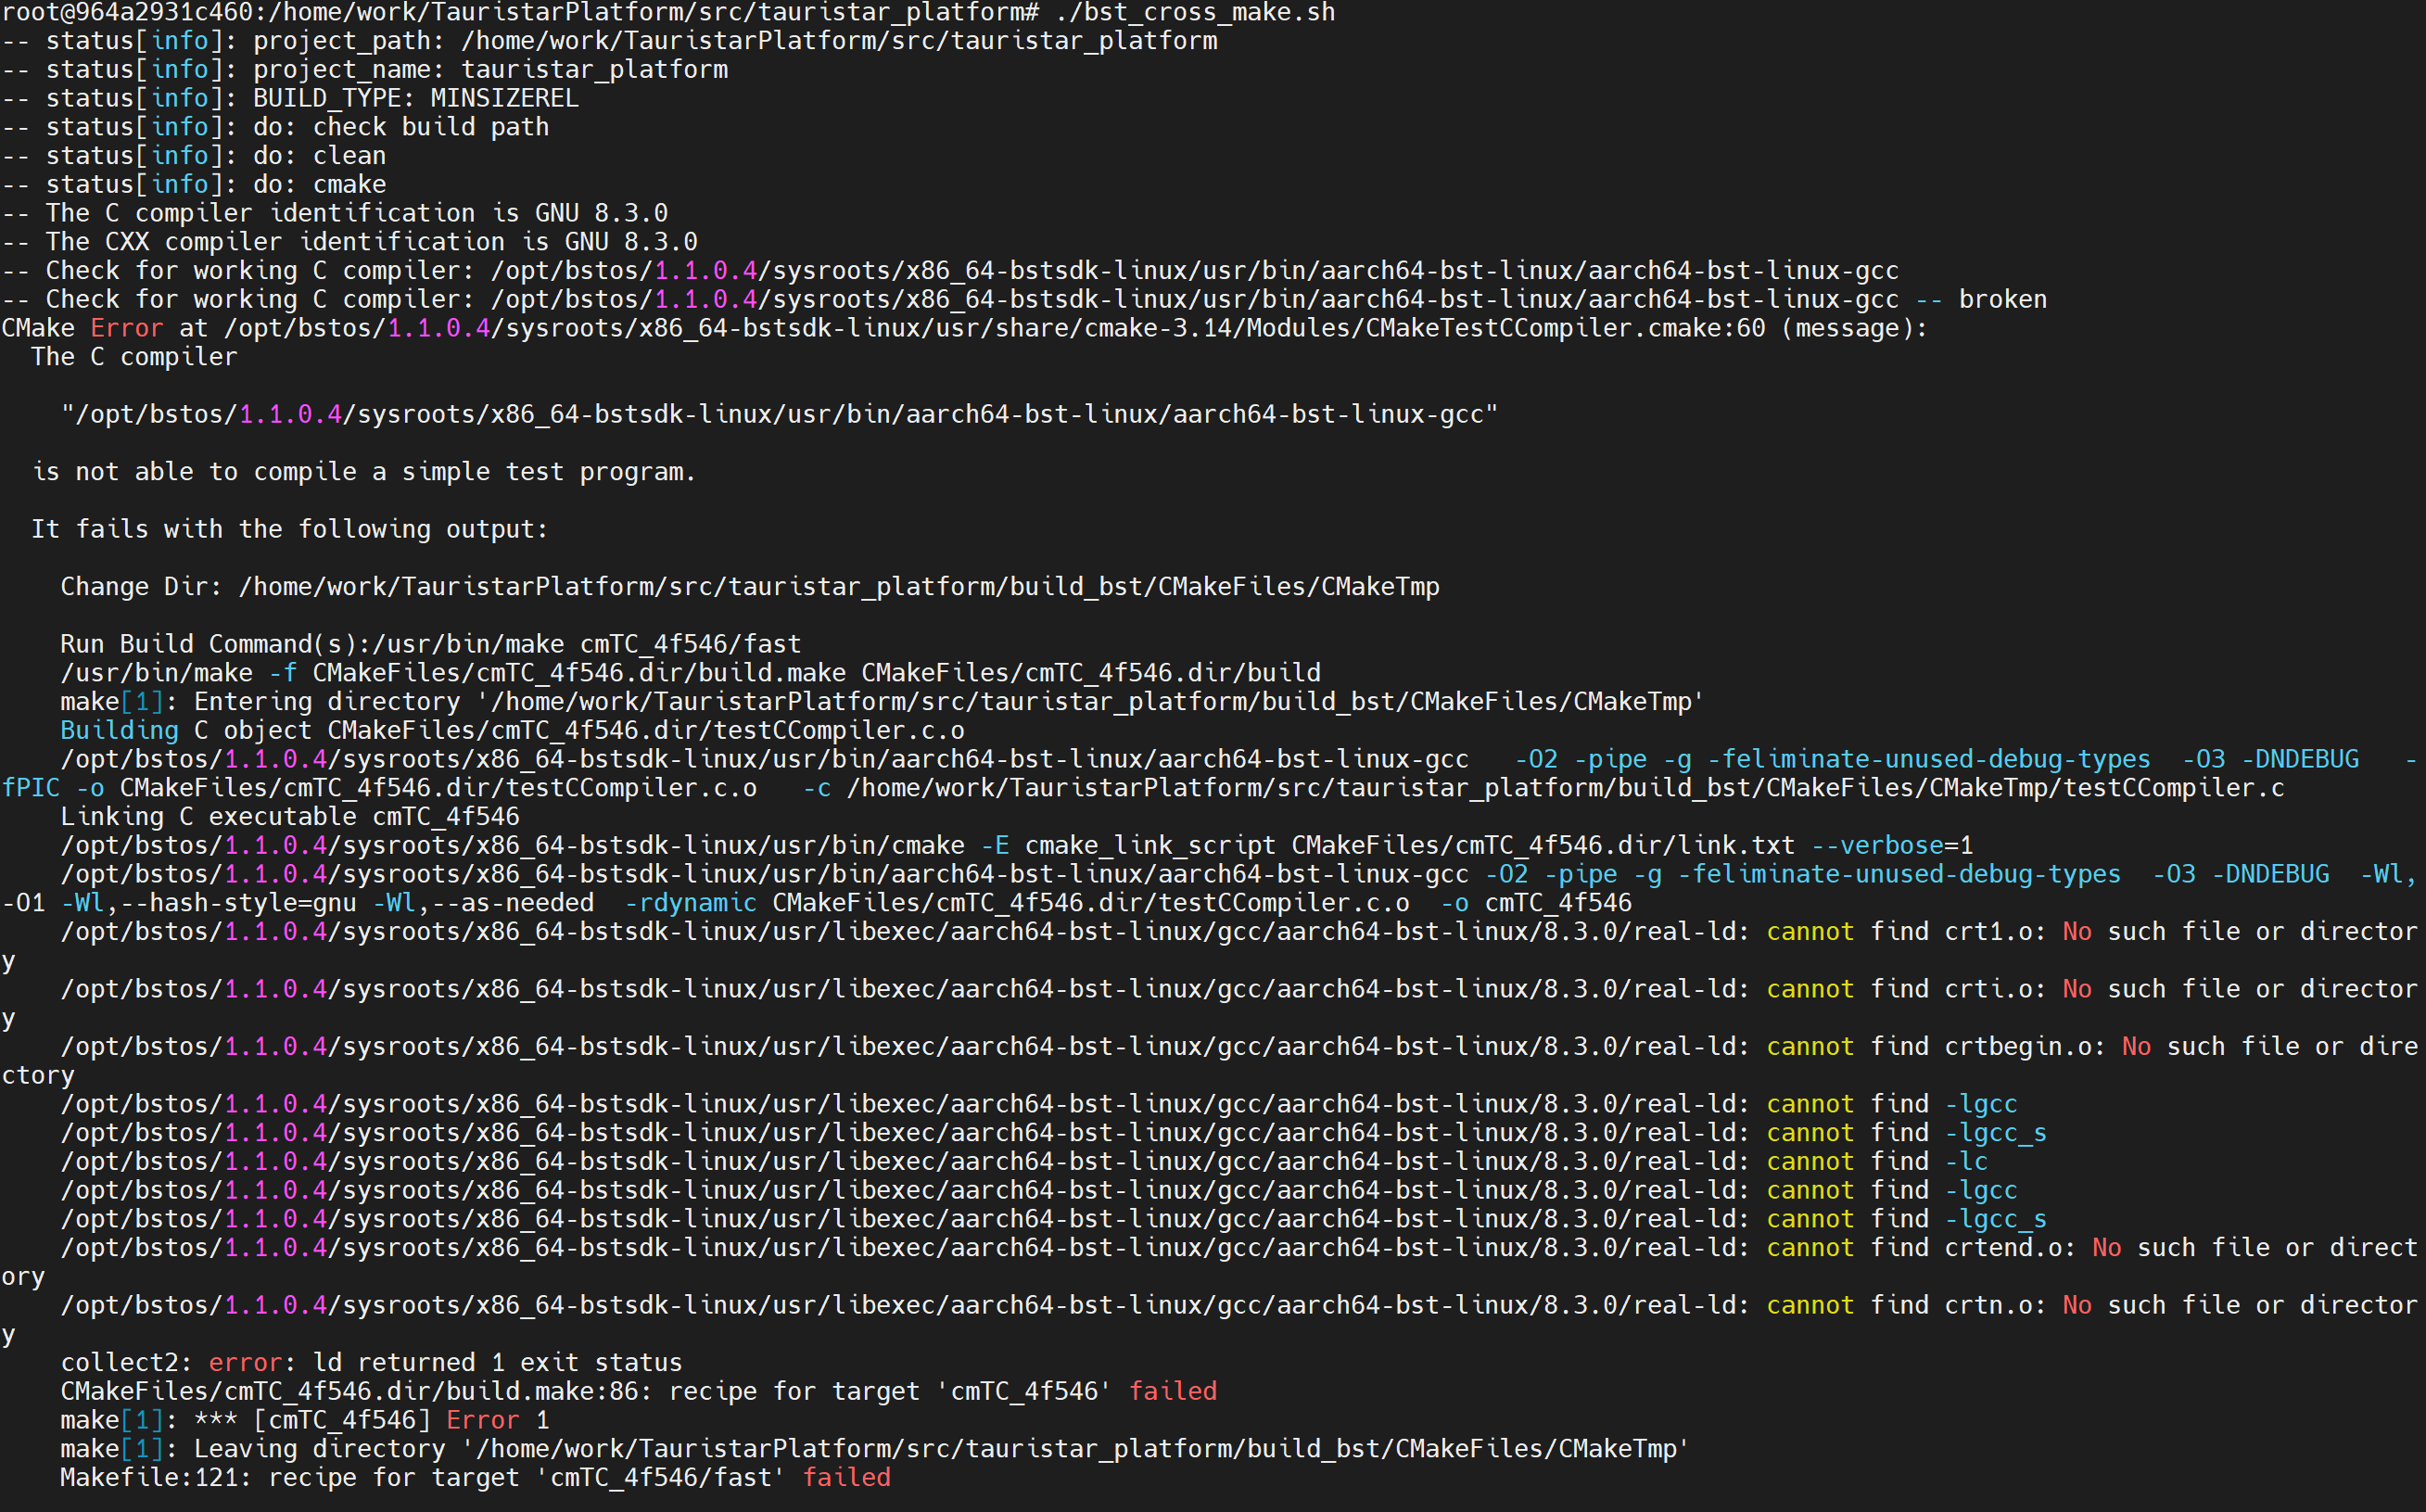 root@964a2931c460:/home/work/TauristarPlatform/src/tauristar_platform# ./bst_cross_make.sh
-- status[info]: project_path: /home/work/TauristarPlatform/src/tauristar_platform
-- status[info]: project_name: tauristar_platform
-- status[info]: BUILD_TYPE: MINSIZEREL
-- status[info]: do: check build path
-- status[info]: do: clean
-- status[info]: do: cmake
-- The C compiler identification is GNU 8.3.0
-- The CXX compiler identification is GNU 8.3.0
-- Check for working C compiler: /opt/bstos/1.1.0.4/sysroots/x86_64-bstsdk-linux/usr/bin/aarch64-bst-linux/aarch64-bst-linux-gcc
-- Check for working C compiler: /opt/bstos/1.1.0.4/sysroots/x86_64-bstsdk-linux/usr/bin/aarch64-bst-linux/aarch64-bst-linux-gcc -- broken
CMake Error at /opt/bstos/1.1.0.4/sysroots/x86_64-bstsdk-linux/usr/share/cmake-3.14/Modules/CMakeTestCCompiler.cmake:60 (message):
  The C compiler
    "/opt/bstos/1.1.0.4/sysroots/x86_64-bstsdk-linux/usr/bin/aarch64-bst-linux/aarch64-bst-linux-gcc"
  is not able to compile a simple test program.
  It fails with the following output:
    Change Dir: /home/work/TauristarPlatform/src/tauristar_platform/build_bst/CMakeFiles/CMakeTmp
    Run Build Command(s):/usr/bin/make cmTC_4f546/fast
    /usr/bin/make -f CMakeFiles/cmTC_4f546.dir/build.make CMakeFiles/cmTC_4f546.dir/build
    make[1]: Entering directory '/home/work/TauristarPlatform/src/tauristar_platform/build_bst/CMakeFiles/CMakeTmp'
    Building C object CMakeFiles/cmTC_4f546.dir/testCCompiler.c.o
    /opt/bstos/1.1.0.4/sysroots/x86_64-bstsdk-linux/usr/bin/aarch64-bst-linux/aarch64-bst-linux-gcc   -O2 -pipe -g -feliminate-unused-debug-types  -O3 -DNDEBUG   -
fPIC -o CMakeFiles/cmTC_4f546.dir/testCCompiler.c.o   -c /home/work/TauristarPlatform/src/tauristar_platform/build_bst/CMakeFiles/CMakeTmp/testCCompiler.c
    Linking C executable cmTC_4f546
    /opt/bstos/1.1.0.4/sysroots/x86_64-bstsdk-linux/usr/bin/cmake -E cmake_link_script CMakeFiles/cmTC_4f546.dir/link.txt --verbose=1
    /opt/bstos/1.1.0.4/sysroots/x86_64-bstsdk-linux/usr/bin/aarch64-bst-linux/aarch64-bst-linux-gcc -O2 -pipe -g -feliminate-unused-debug-types  -O3 -DNDEBUG  -Wl,
-O1 -Wl,--hash-style=gnu -Wl,--as-needed  -rdynamic CMakeFiles/cmTC_4f546.dir/testCCompiler.c.o  -o cmTC_4f546
    /opt/bstos/1.1.0.4/sysroots/x86_64-bstsdk-linux/usr/libexec/aarch64-bst-linux/gcc/aarch64-bst-linux/8.3.0/real-ld: cannot find crt1.o: No such file or director
y
    /opt/bstos/1.1.0.4/sysroots/x86_64-bstsdk-linux/usr/libexec/aarch64-bst-linux/gcc/aarch64-bst-linux/8.3.0/real-ld: cannot find crti.o: No such file or director
y
    /opt/bstos/1.1.0.4/sysroots/x86_64-bstsdk-linux/usr/libexec/aarch64-bst-linux/gcc/aarch64-bst-linux/8.3.0/real-ld: cannot find crtbegin.o: No such file or dire
ctory
    /opt/bstos/1.1.0.4/sysroots/x86_64-bstsdk-linux/usr/libexec/aarch64-bst-linux/gcc/aarch64-bst-linux/8.3.0/real-ld: cannot find -lgcc
    /opt/bstos/1.1.0.4/sysroots/x86_64-bstsdk-linux/usr/libexec/aarch64-bst-linux/gcc/aarch64-bst-linux/8.3.0/real-ld: cannot find -lgcc_s
    /opt/bstos/1.1.0.4/sysroots/x86_64-bstsdk-linux/usr/libexec/aarch64-bst-linux/gcc/aarch64-bst-linux/8.3.0/real-ld: cannot find -lc
    /opt/bstos/1.1.0.4/sysroots/x86_64-bstsdk-linux/usr/libexec/aarch64-bst-linux/gcc/aarch64-bst-linux/8.3.0/real-ld: cannot find -lgcc
    /opt/bstos/1.1.0.4/sysroots/x86_64-bstsdk-linux/usr/libexec/aarch64-bst-linux/gcc/aarch64-bst-linux/8.3.0/real-ld: cannot find -lgcc_s
    /opt/bstos/1.1.0.4/sysroots/x86_64-bstsdk-linux/usr/libexec/aarch64-bst-linux/gcc/aarch64-bst-linux/8.3.0/real-ld: cannot find crtend.o: No such file or direct
ory
    /opt/bstos/1.1.0.4/sysroots/x86_64-bstsdk-linux/usr/libexec/aarch64-bst-linux/gcc/aarch64-bst-linux/8.3.0/real-ld: cannot find crtn.o: No such file or director
y
    collect2: error: ld returned 1 exit status
    CMakeFiles/cmTC_4f546.dir/build.make:86: recipe for target 'cmTC_4f546' failed
    make[1]: *** [cmTC_4f546] Error 1
    make[1]: Leaving directory '/home/work/TauristarPlatform/src/tauristar_platform/build_bst/CMakeFiles/CMakeTmp'
    Makefile:121: recipe for target 'cmTC_4f546/fast' failed